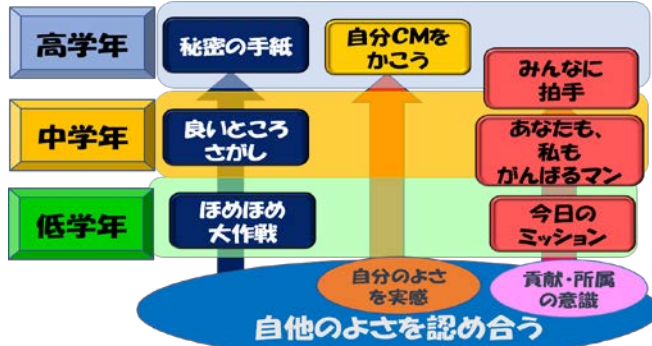 高学年
秘密の手紙
自分CMを
かこう
みんなに
拍手
中学年
良いところ
さがし
あなたも、
私も
がんばるマン
低学年
ほめほめ
大作戦
今日の
ミッション
自分のよさ
を実感
貢献・所属
の意識
自他のよさを認め合う